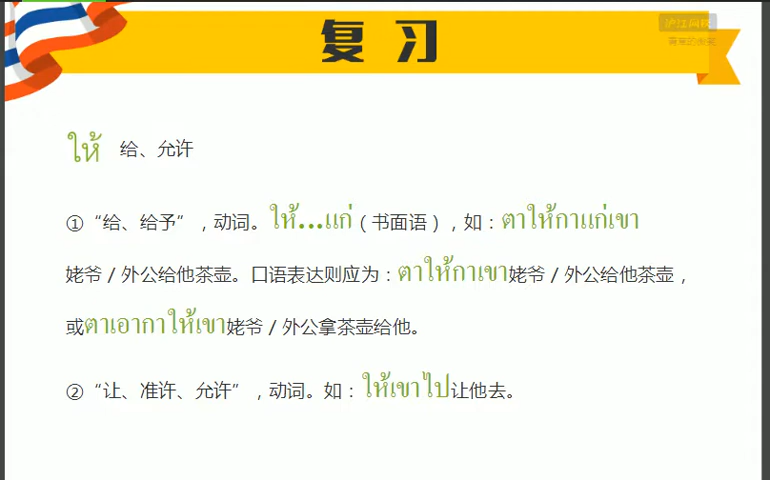 复 习
沪江网校
ให้ 给、允许
①“给、给予”，动词。ให้...แก่（书面语），如：ตาให้กาแก่เขา
姥爷 / 外公给他茶壶。口语表达则应为：ตาให้กาเขา姥爷 / 外公给他茶壶，
或ตาเอากาให้เขา姥爷 / 外公拿茶壶给他。
②“让、准许、允许”，动词。如：ให้เขาไป让他去。